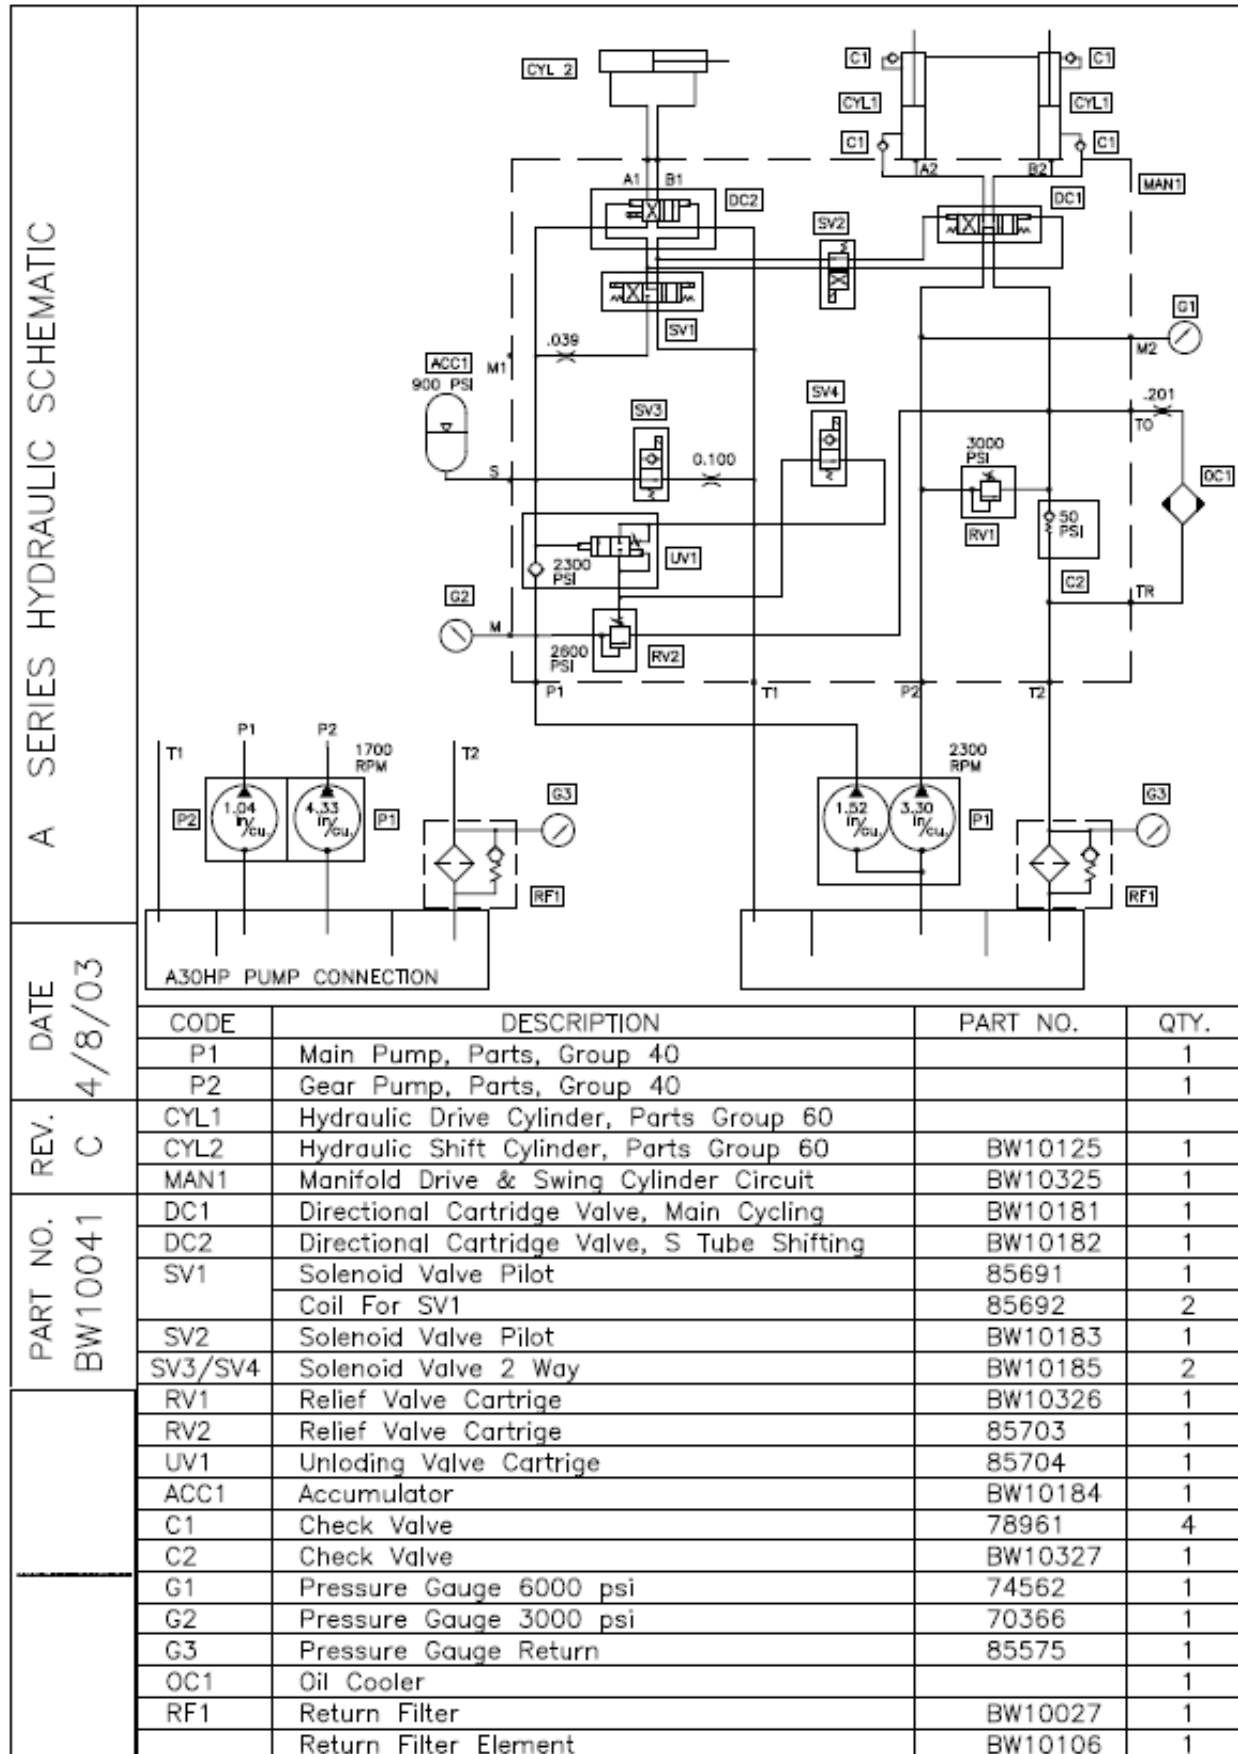 A SERIES HYDRAULIC SCHEMATIC
DATE
4/8/03
REV.
C
PART NO.
BW10041
CYL 2
C1
C1
CYL1
CYL1
C1
C1
A2
B2
MAN1
A1 B1
DC2
DC1
SV2
SV1
G1
M2
.039
ACC1
900 PSI
M1
SV3
SV4
.201
TO
0.100
3000
PSI
S
OC1
RV1
50
PSI
UV1
2300
PSI
C2
G2
TR
M
2600
PSI
RV2
P1
T1
P2
T2
T1
P1
P2
1700
RPM
T2
2300
RPM
P2
1.04
in/cu.
4.33
in/cu.
P1
G3
1.52
in/cu.
3.30
in/cu.
P1
G3
RF1
RF1
A30HP PUMP CONNECTION
CODE DESCRIPTION PART NO. QTY.
P1 Main Pump, Parts, Group 40 1
P2 Gear Pump, Parts, Group 40 1
CYL1 Hydraulic Drive Cylinder, Parts Group 60
CYL2 Hydraulic Shift Cylinder, Parts Group 60 BW10125 1
MAN1 Manifold Drive & Swing Cylinder Circuit BW10325 1
DC1 Directional Cartridge Valve, Main Cycling BW10181 1
DC2 Directional Cartridge Valve, S Tube Shifting BW10182 1
SV1 Solenoid Valve Pilot 85691 1
Coil For SV1 85692 2
SV2 Solenoid Valve Pilot BW10183 1
SV3/SV4 Solenoid Valve 2 Way BW10185 2
RV1 Relief Valve Cartrige BW10326 1
RV2 Relief Valve Cartrige 85703 1
UV1 Unloding Valve Cartrige 85704 1
ACC1 Accumulator BW10184 1
C1 Check Valve 78961 4
C2 Check Valve BW10327 1
G1 Pressure Gauge 6000 psi 74562 1
G2 Pressure Gauge 3000 psi 70366 1
G3 Pressure Gauge Return 85575 1
OC1 Oil Cooler 1
RF1 Return Filter BW10027 1
Return Filter Element BW10106 1